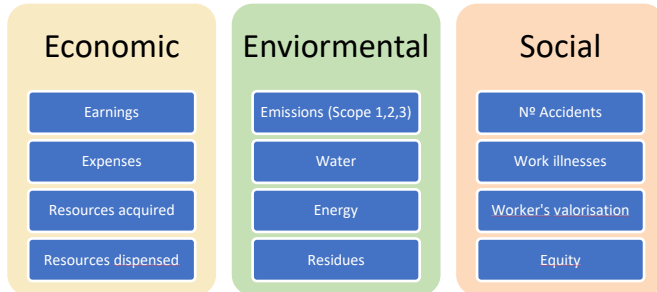 Economic
Earnings
Expenses
Resources acquired
Resources dispensed
Enviormental
Emissions (Scope 1,2,3)
Water
Energy
Residues
Social
Nº Accidents
Work illnesses
Worker's valorisation
Equity